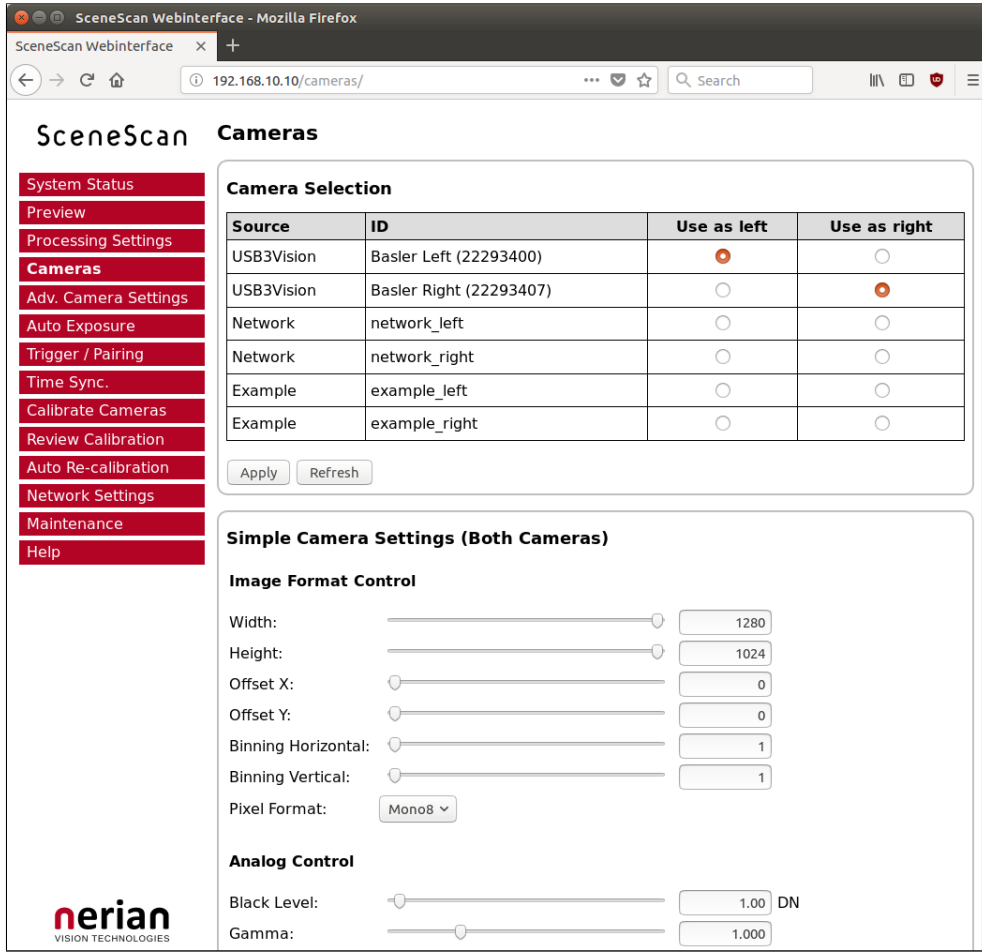 SceneScan Webinterface - Mozilla Firefox
SceneScan Webinterface
192.168.10.10/cameras/
Search
SceneScan
System Status
Preview
Processing Settings
Cameras
Adv. Camera Settings
Auto Exposure
Trigger / Pairing
Time Sync.
Calibrate Cameras
Review Calibration
Auto Re-calibration
Network Settings
Maintenance
Help
nerian
VISION TECHNOLOGIES
Cameras
Camera Selection
Source ID Use as left Use as right
USB3Vision Basler Left (22293400)
USB3Vision Basler Right (22293407)
Network network_left
Network network_right
Example example_left
Example example_right
Apply Refresh
Simple Camera Settings (Both Cameras)
Image Format Control
Width: 1280
Height: 1024
Offset X: 0
Offset Y: 0
Binning Horizontal: 1
Binning Vertical: 1
Pixel Format: Mono8
Analog Control
Black Level: 1.00 DN
Gamma: 1.000